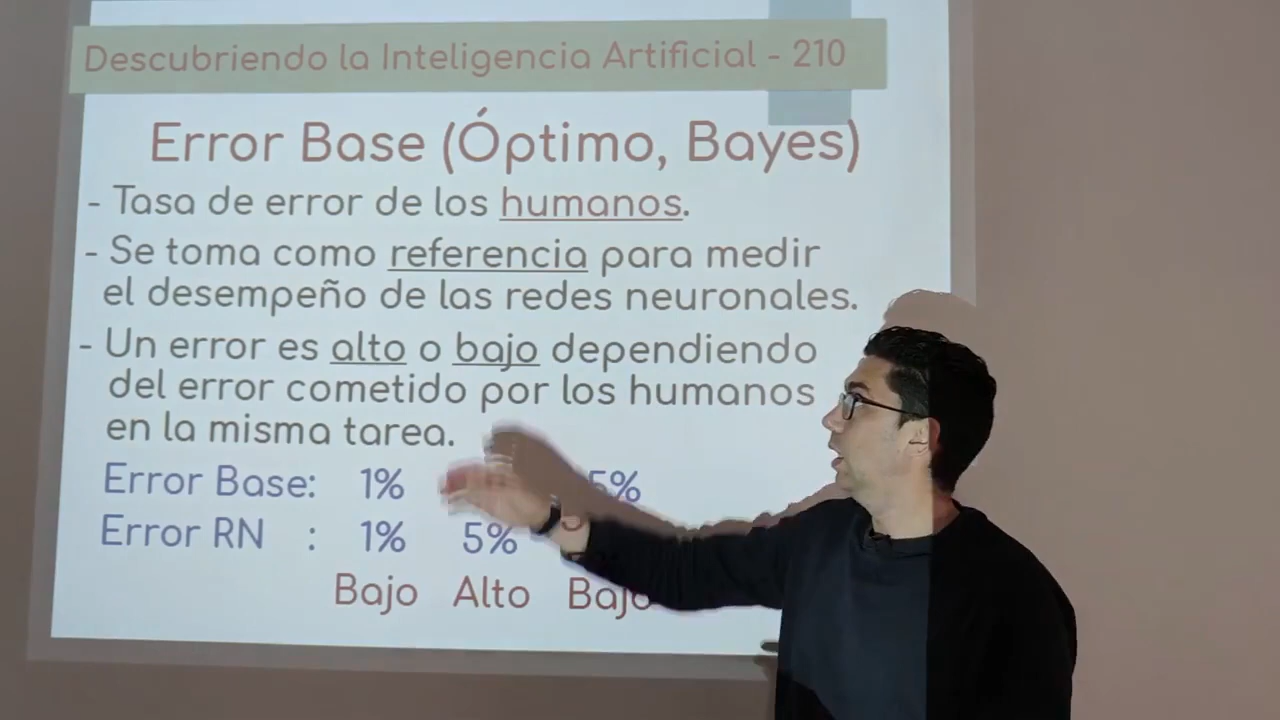 Descubriendo la Inteligencia Artificial - 210
Error Base (Óptimo, Bayes)
- Tasa de error de los humanos.
- Se toma como referencia para medir
el desempeño de las redes neuronales.
- Un error es alto o bajo dependiendo
del error cometido por los humanos
en la misma tarea.
Error Base: 1% 5%
Error RN : 1% 5%
Bajo Alto Bajo